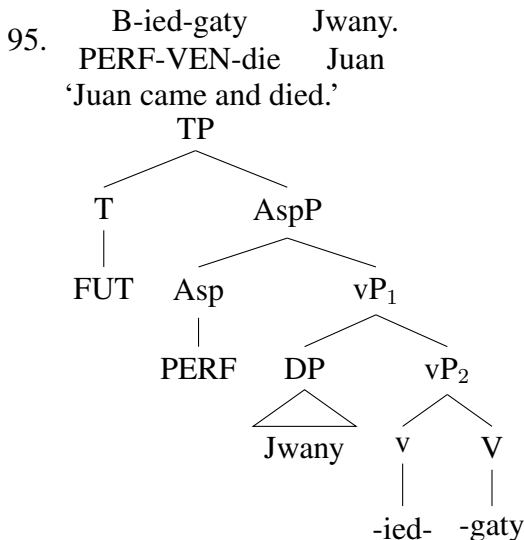 95. B-ied-gaty Jwany.
PERF-VEN-die Juan
‘Juan came and died.’
TP
T AspP
FUT Asp vP₁
PERF DP vP₂
Jwany v V
-ied- -gaty